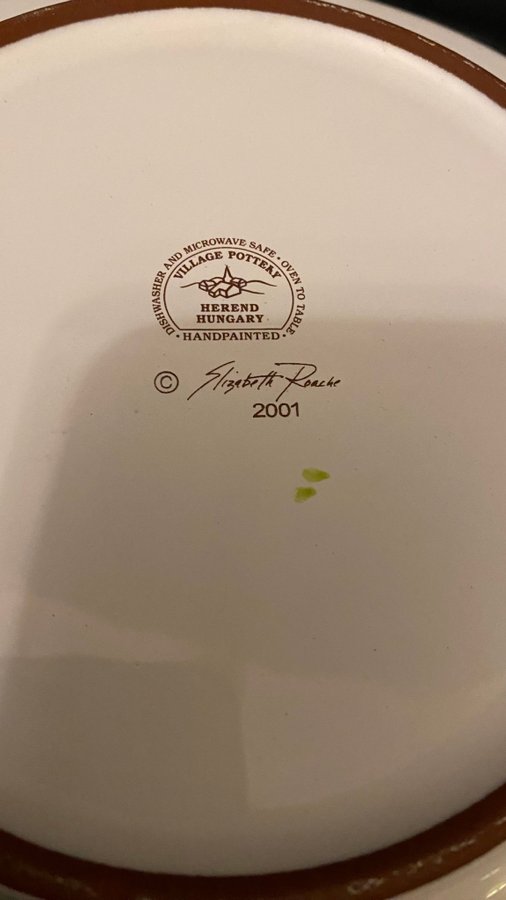 DISHWASHER AND MICROWAVE SAFE • OVEN TO TABLE
VILLAGE POTTERY
HEREND
HUNGARY
• HANDPAINTED •
© Elizabeth Roache
2001